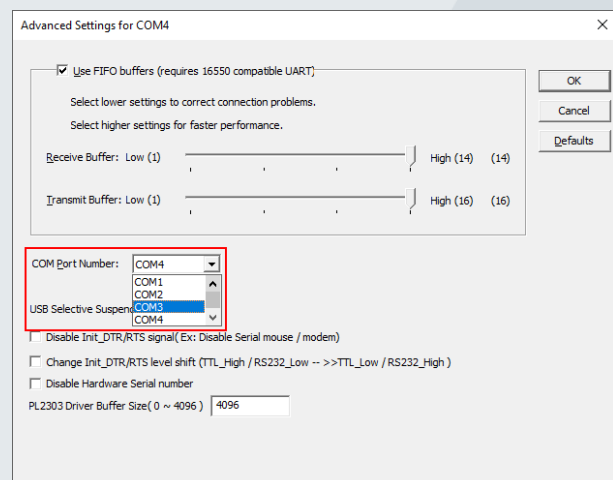 Advanced Settings for COM4
Use FIFO buffers (requires 16550 compatible UART)
OK
Select lower settings to correct connection problems.
Cancel
Select higher settings for faster performance.
Defaults
Receive Buffer: Low (1) High (14) (14)
Transmit Buffer: Low (1) High (16) (16)
COM Port Number: COM4
COM1
COM2
USB Selective Suspend COM3
COM4
Disable Init_DTR/RTS signal( Ex: Disable Serial mouse / modem)
Change Init_DTR/RTS level shift (TTL_High / RS232_Low -- >>TTL_Low / RS232_High )
Disable Hardware Serial number
PL2303 Driver Buffer Size( 0 ~ 4096 ) 4096